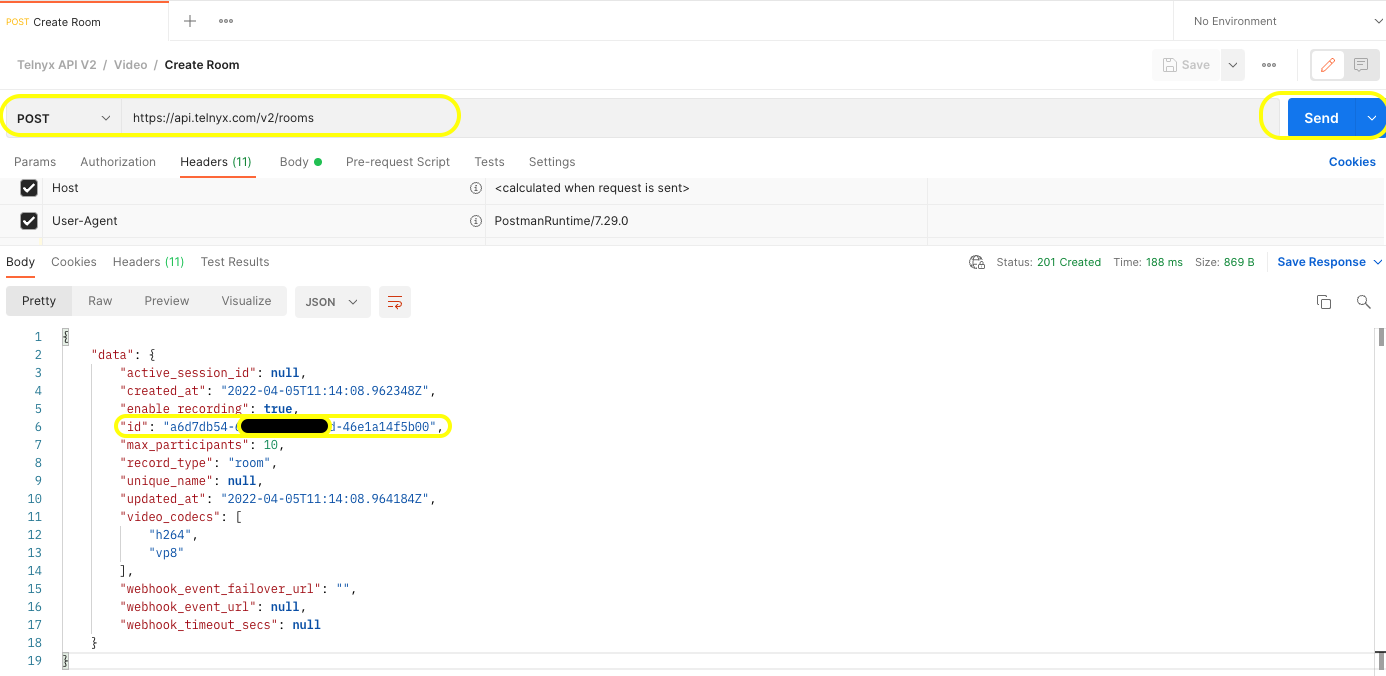 POST Create Room
No Environment
Telnyx API V2 / Video / Create Room
Save
POST https://api.telnyx.com/v2/rooms
Send
Params Authorization Headers (11) Body Pre-request Script Tests Settings Cookies
Host <calculated when request is sent>
User-Agent PostmanRuntime/7.29.0
Body Cookies Headers (11) Test Results Status: 201 Created Time: 188 ms Size: 869 B Save Response
Pretty Raw Preview Visualize JSON
1 {
2 "data": {
3 "active_session_id": null,
4 "created_at": "2022-04-05T11:14:08.962348Z",
5 "enable_recording": true,
6 "id": "a6d7db54- d-46e1a14f5b00",
7 "max_participants": 10,
8 "record_type": "room",
9 "unique_name": null,
10 "updated_at": "2022-04-05T11:14:08.964184Z",
11 "video_codecs": [
12 "h264",
13 "vp8"
14 ],
15 "webhook_event_failover_url": "",
16 "webhook_event_url": null,
17 "webhook_timeout_secs": null
18 }
19 }